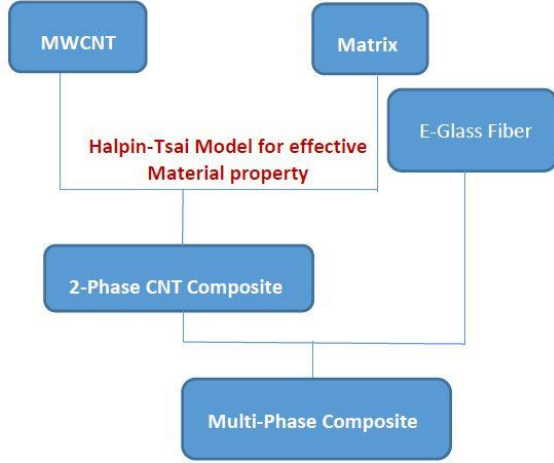 MWCNT
Matrix
E-Glass Fiber
Halpin-Tsai Model for effective
Material property
2-Phase CNT Composite
Multi-Phase Composite